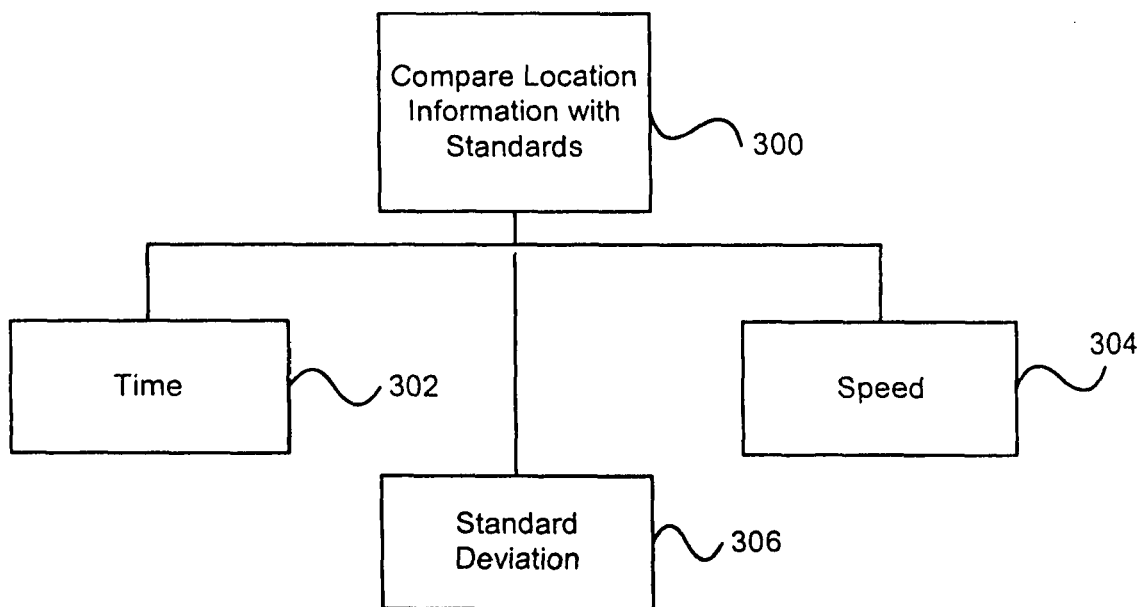 Compare Location
Information with
Standards
300
Time
302
Speed
304
Standard
Deviation
306